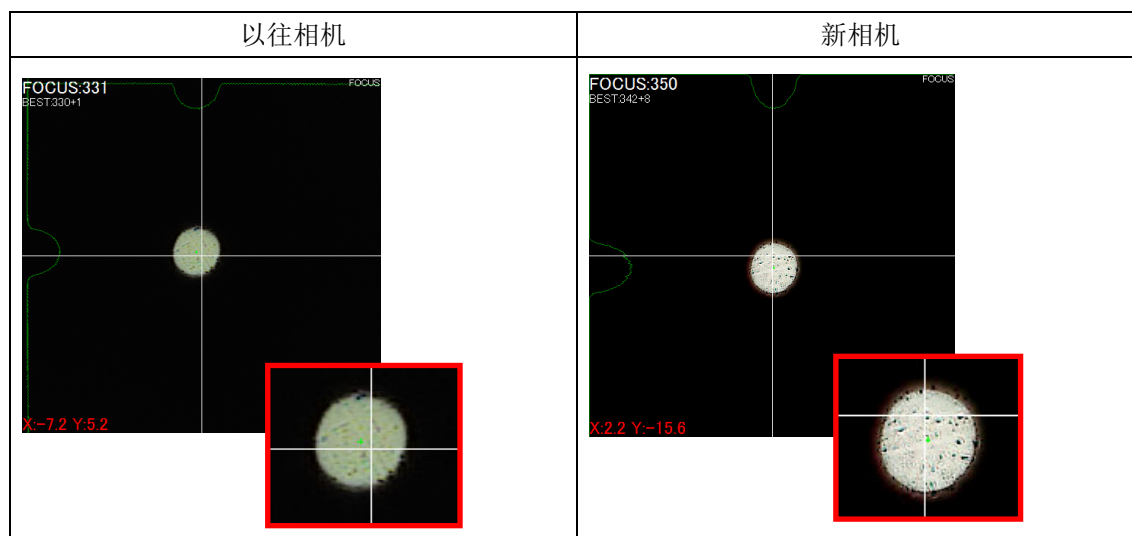 以往相机
新相机
FOCUS:331
FOCUS
BEST:330+1
X:-7.2 Y:5.2
FOCUS:350
FOCUS
BEST:342+8
X:2.2 Y:-15.6